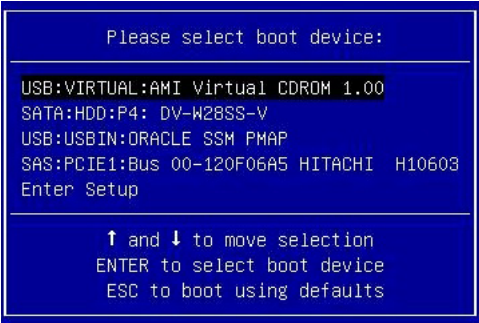 Please select boot device:
USB:VIRTUAL:AMI Virtual CDROM 1.00
SATA:HDD:P4: DV-W28SS-V
USB:USBIN:ORACLE SSM PMAP
SAS:PCIE1:Bus 00-120F06A5 HITACHI H10603
Enter Setup
↑ and ↓ to move selection
ENTER to select boot device
ESC to boot using defaults